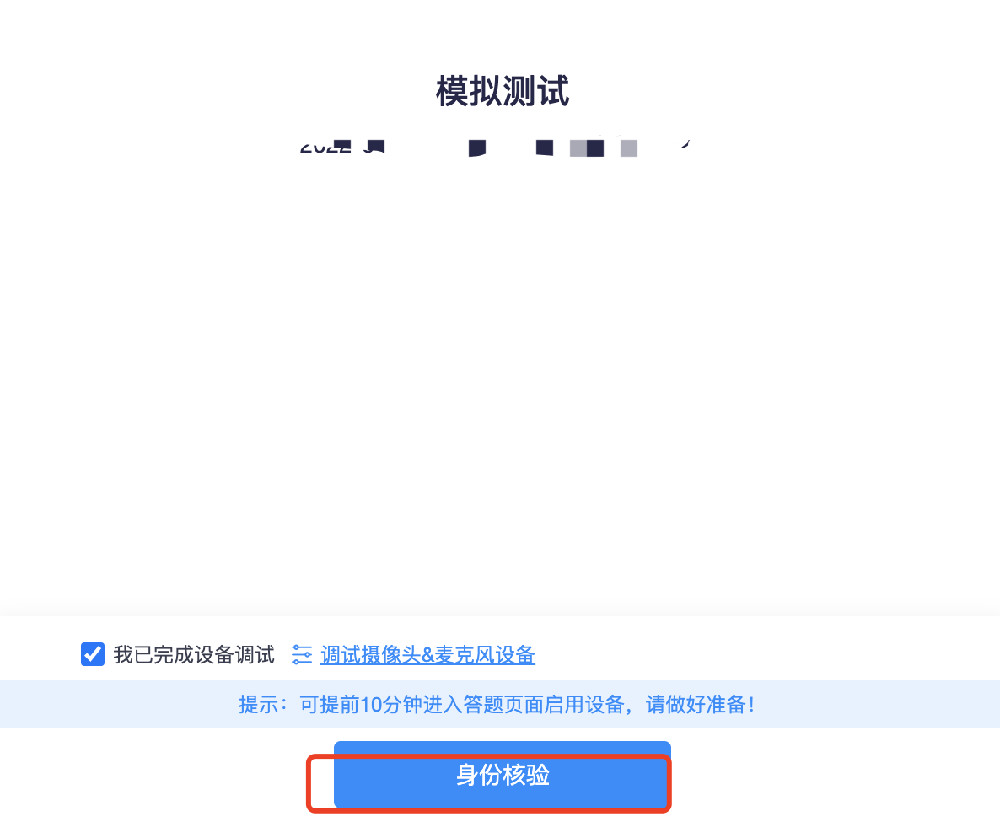 模拟测试
我已完成设备调试 调试摄像头&麦克风设备
提示：可提前10分钟进入答题页面启用设备，请做好准备！
身份核验